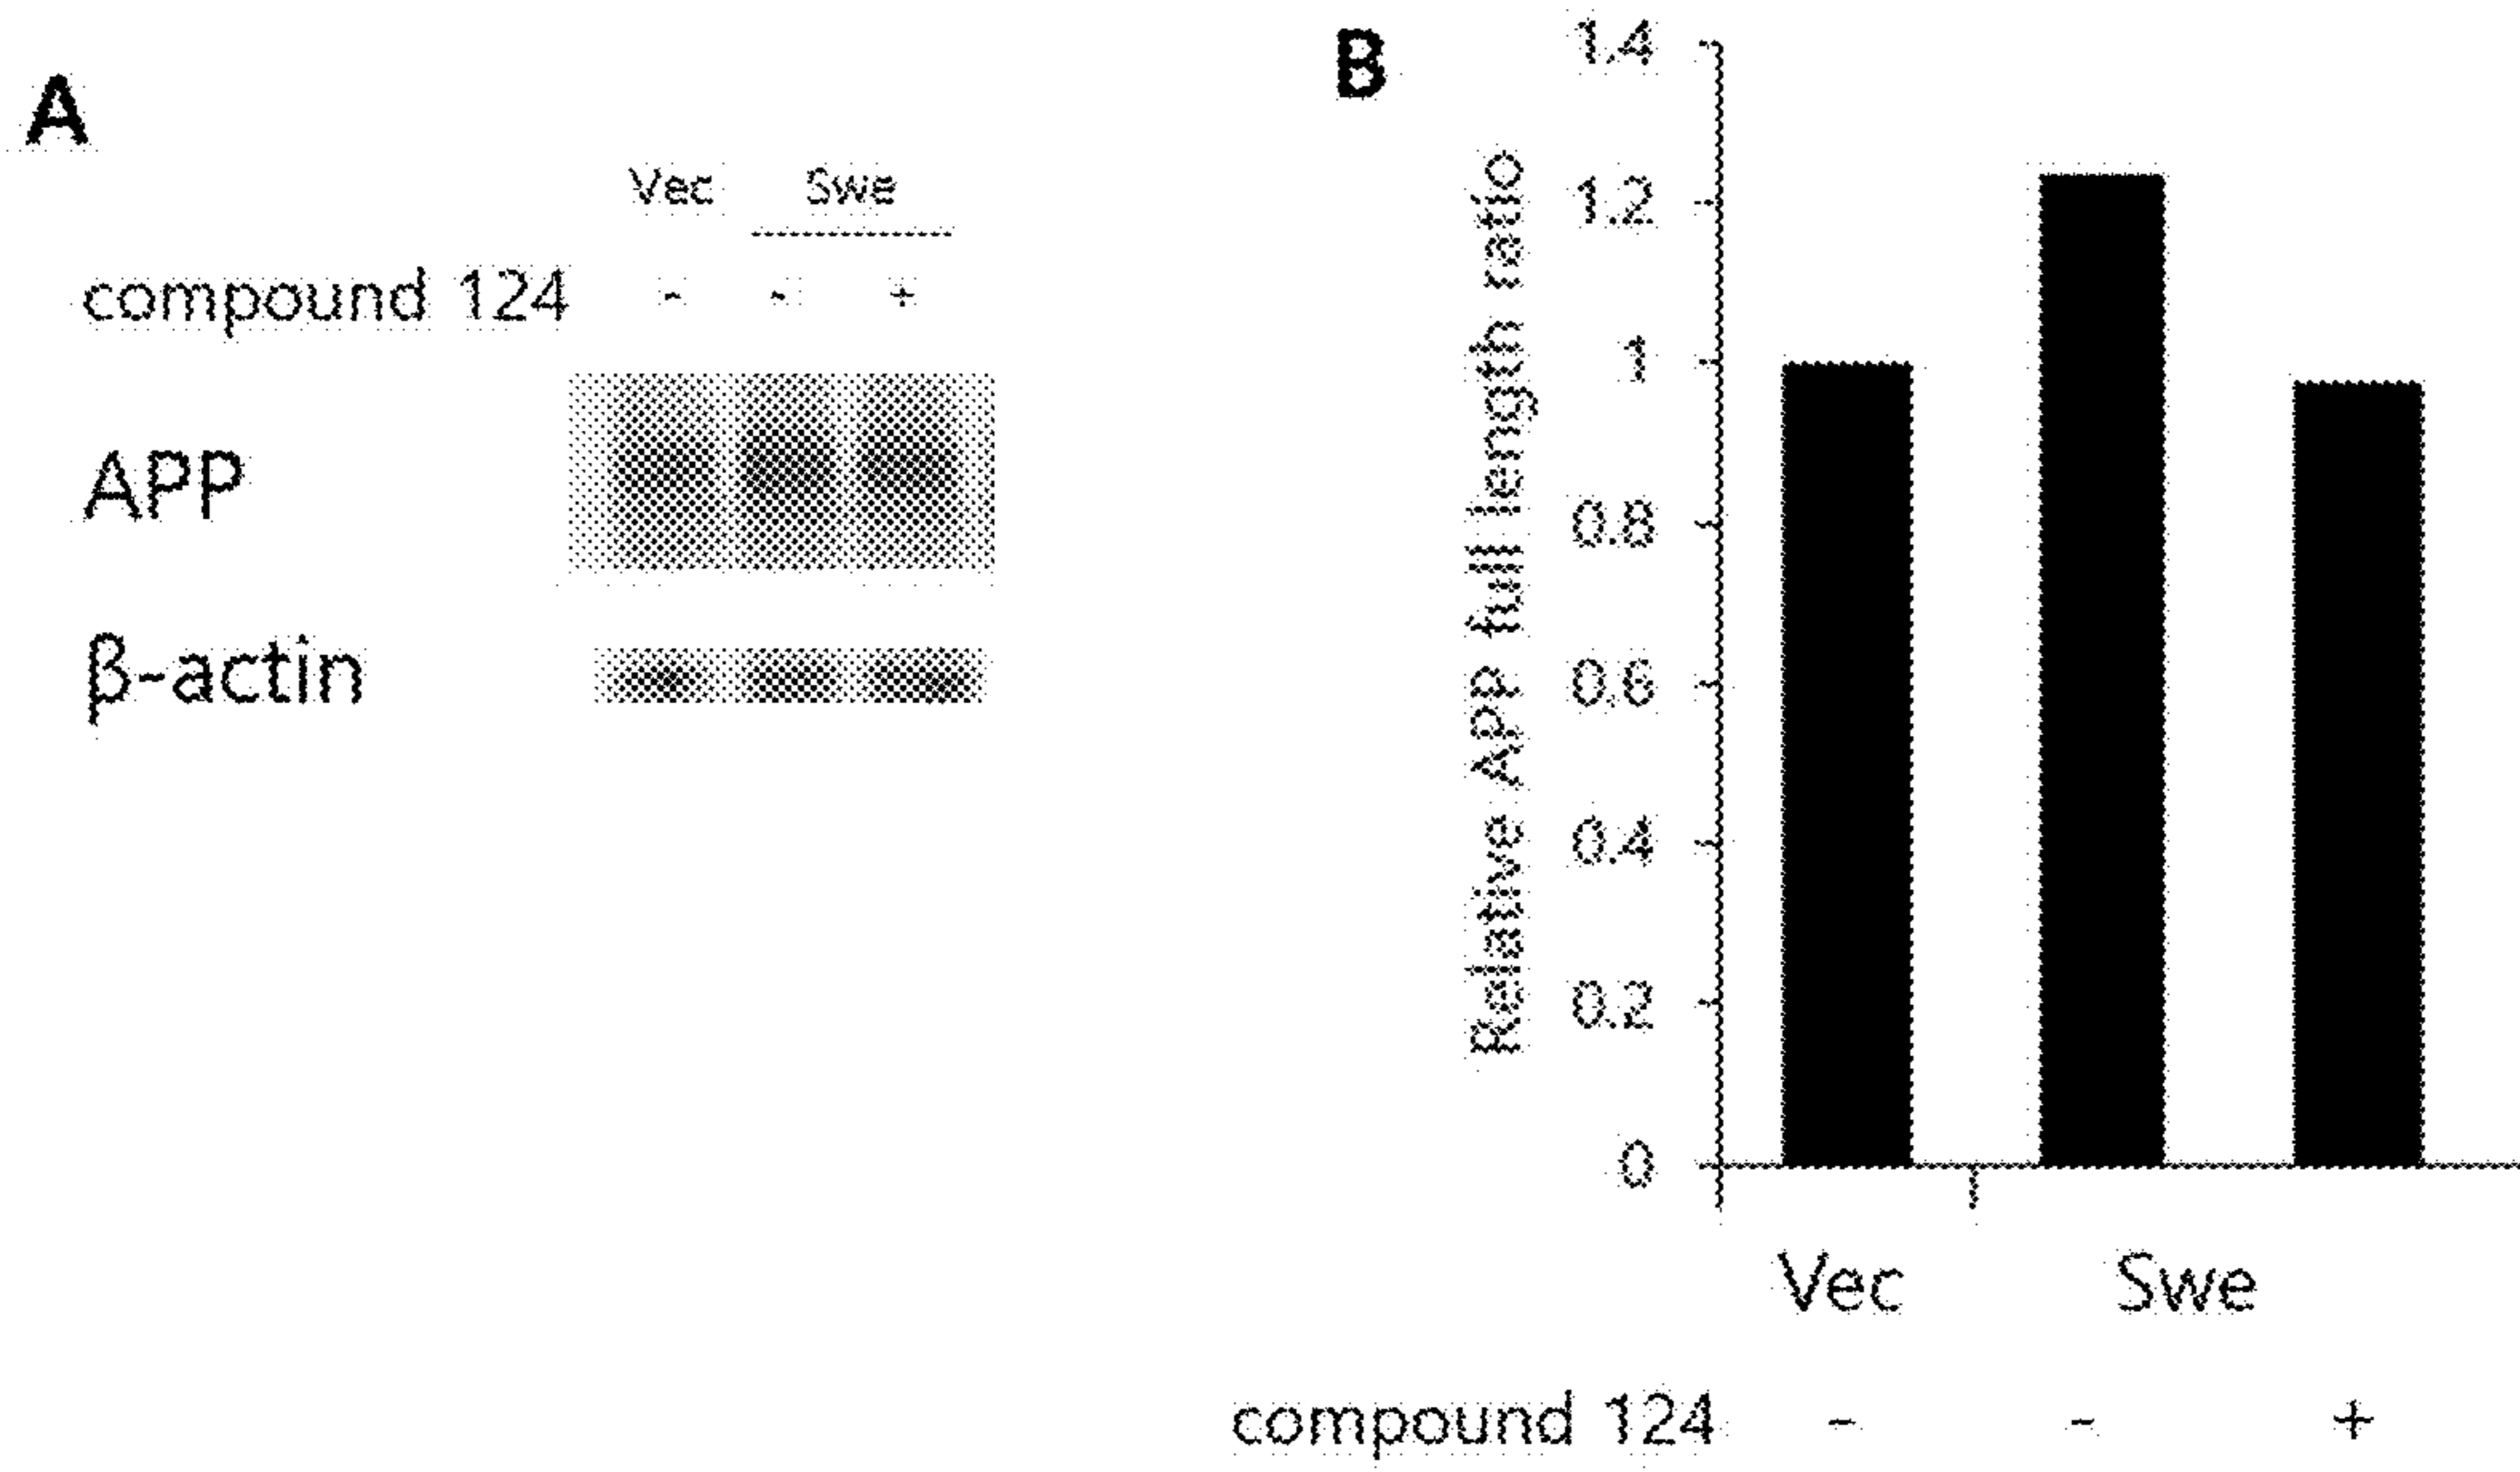 A
Vec Swe
compound 124 - - +
APP
β-actin
B
Relative APP full length ratio
1.4
1.2
1
0.8
0.6
0.4
0.2
0
Vec Swe
compound 124 - - +